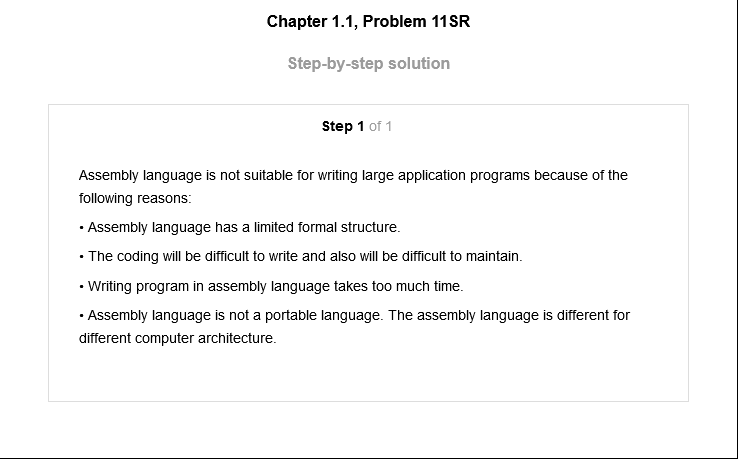 Chapter 1.1, Problem 11SR
Step-by-step solution
Step 1 of 1
Assembly language is not suitable for writing large application programs because of the
following reasons:
• Assembly language has a limited formal structure.
• The coding will be difficult to write and also will be difficult to maintain.
• Writing program in assembly language takes too much time.
• Assembly language is not a portable language. The assembly language is different for
different computer architecture.